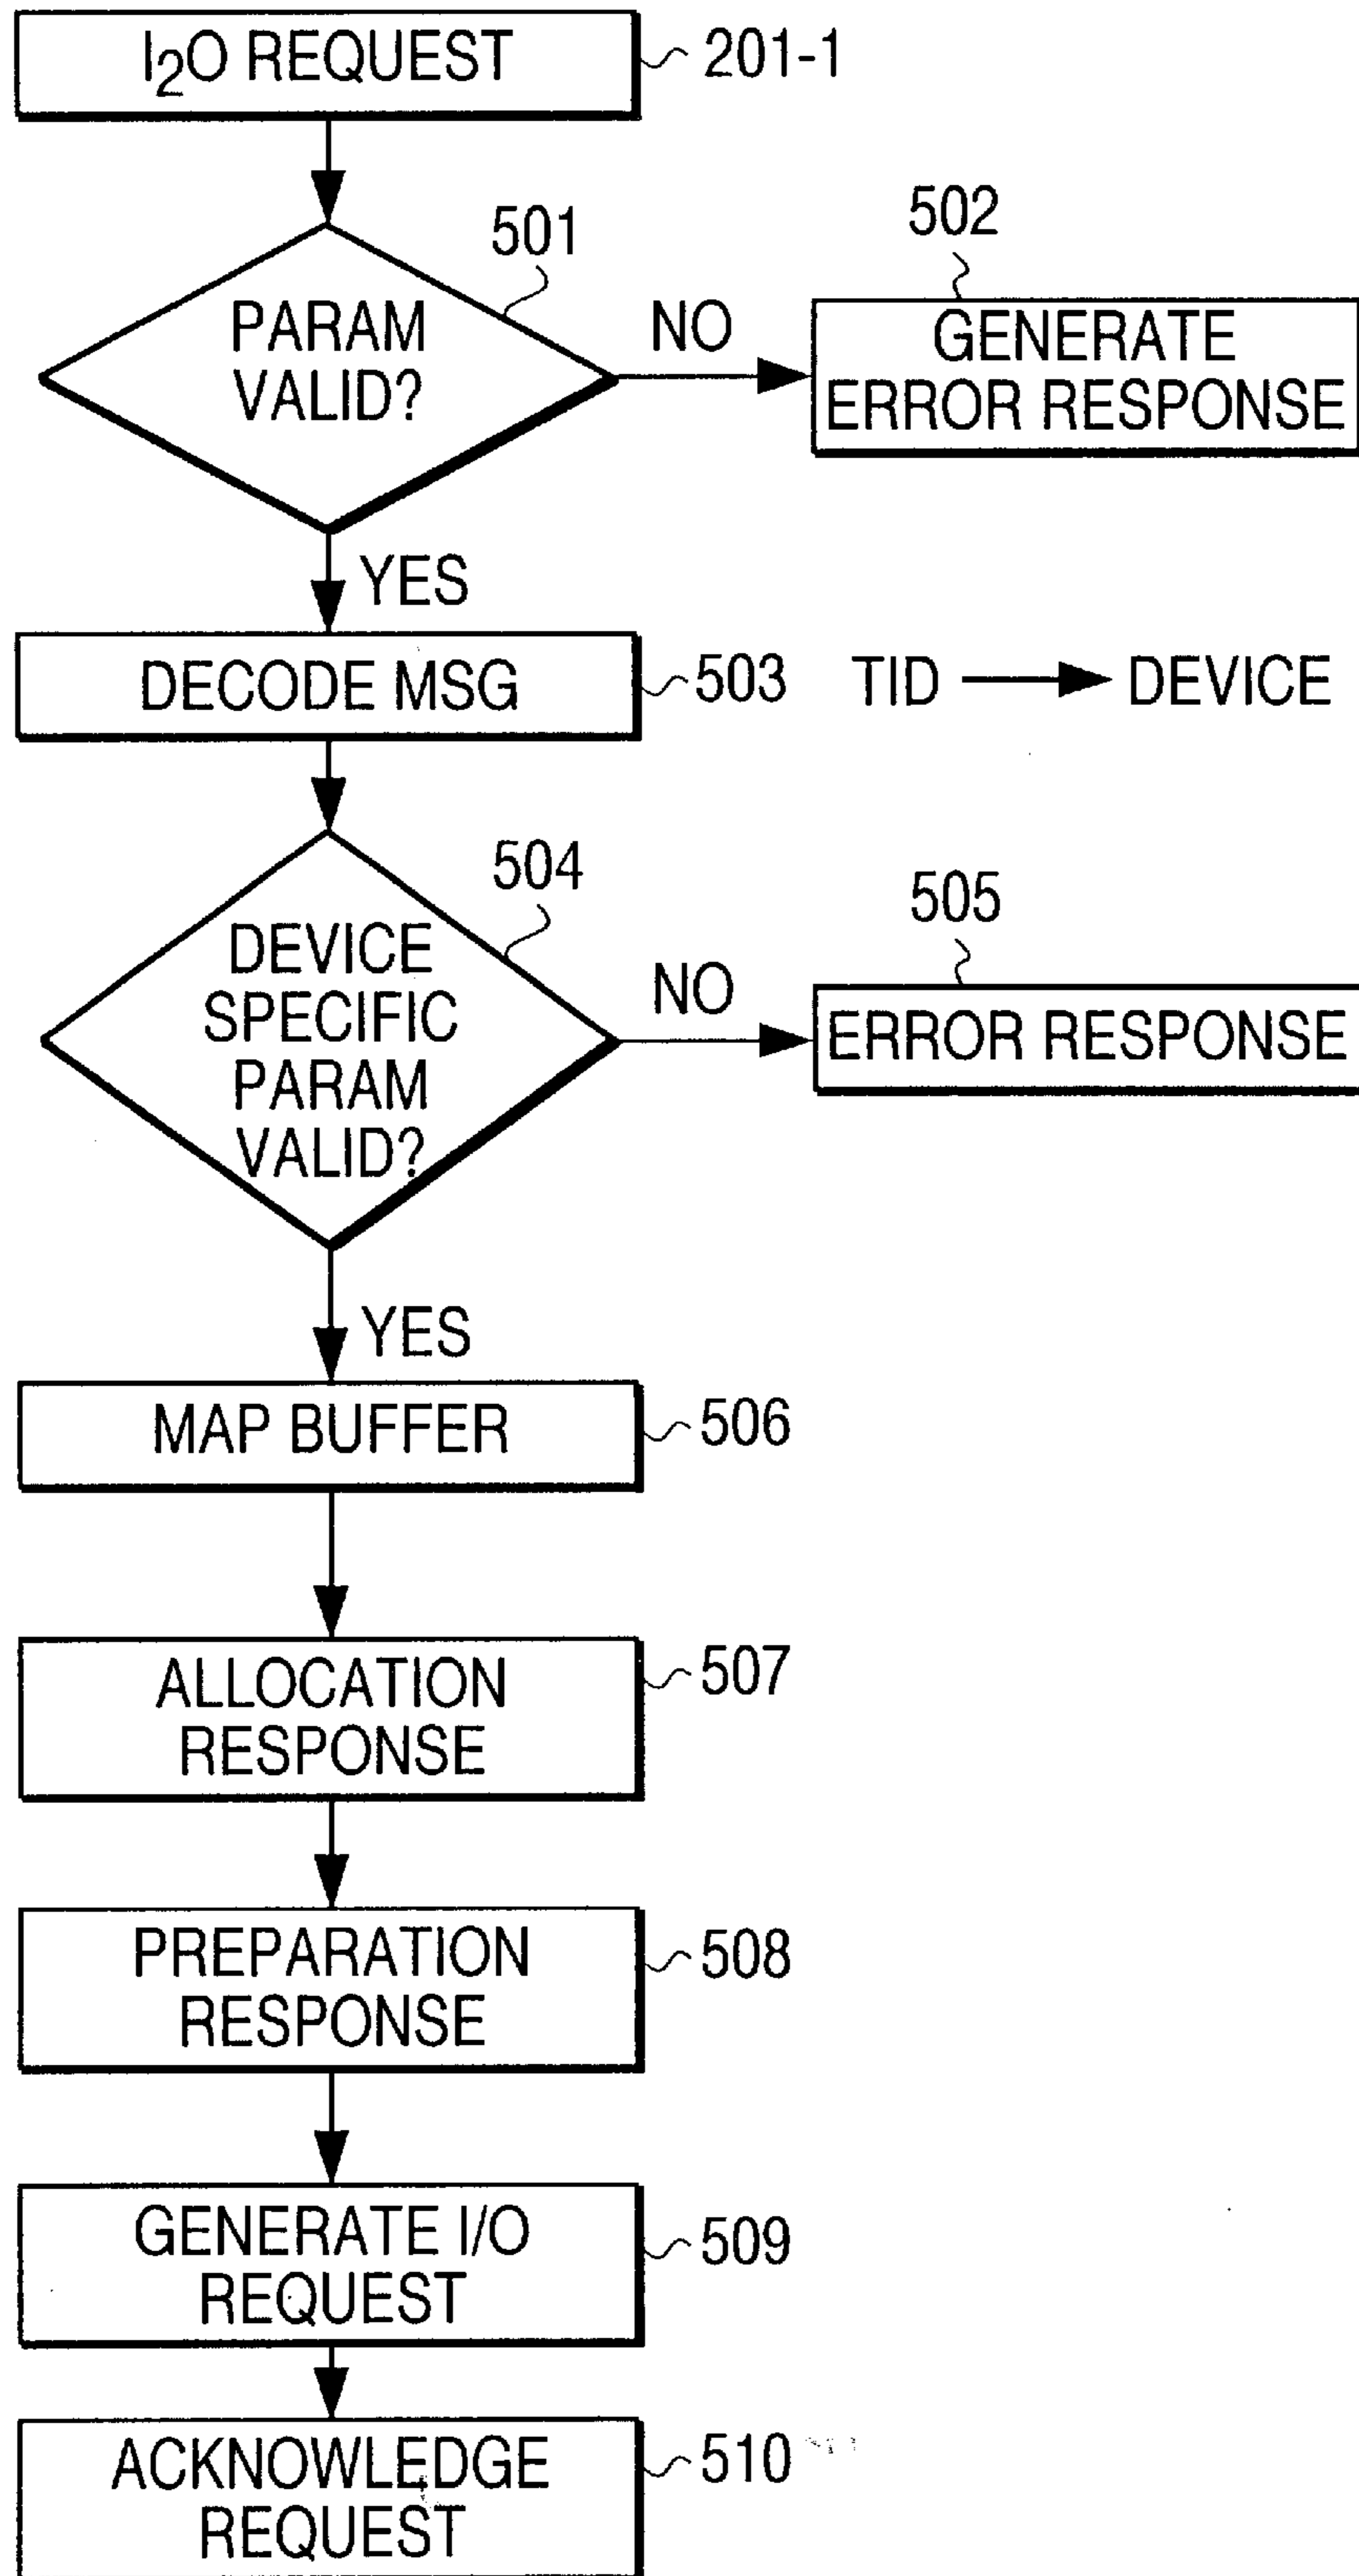 I2O REQUEST
201-1
501
PARAM
VALID?
NO
502
GENERATE
ERROR RESPONSE
YES
DECODE MSG
503
TID → DEVICE
504
DEVICE
SPECIFIC
PARAM
VALID?
NO
505
ERROR RESPONSE
YES
MAP BUFFER
506
ALLOCATION
RESPONSE
507
PREPARATION
RESPONSE
508
GENERATE I/O
REQUEST
509
ACKNOWLEDGE
REQUEST
510